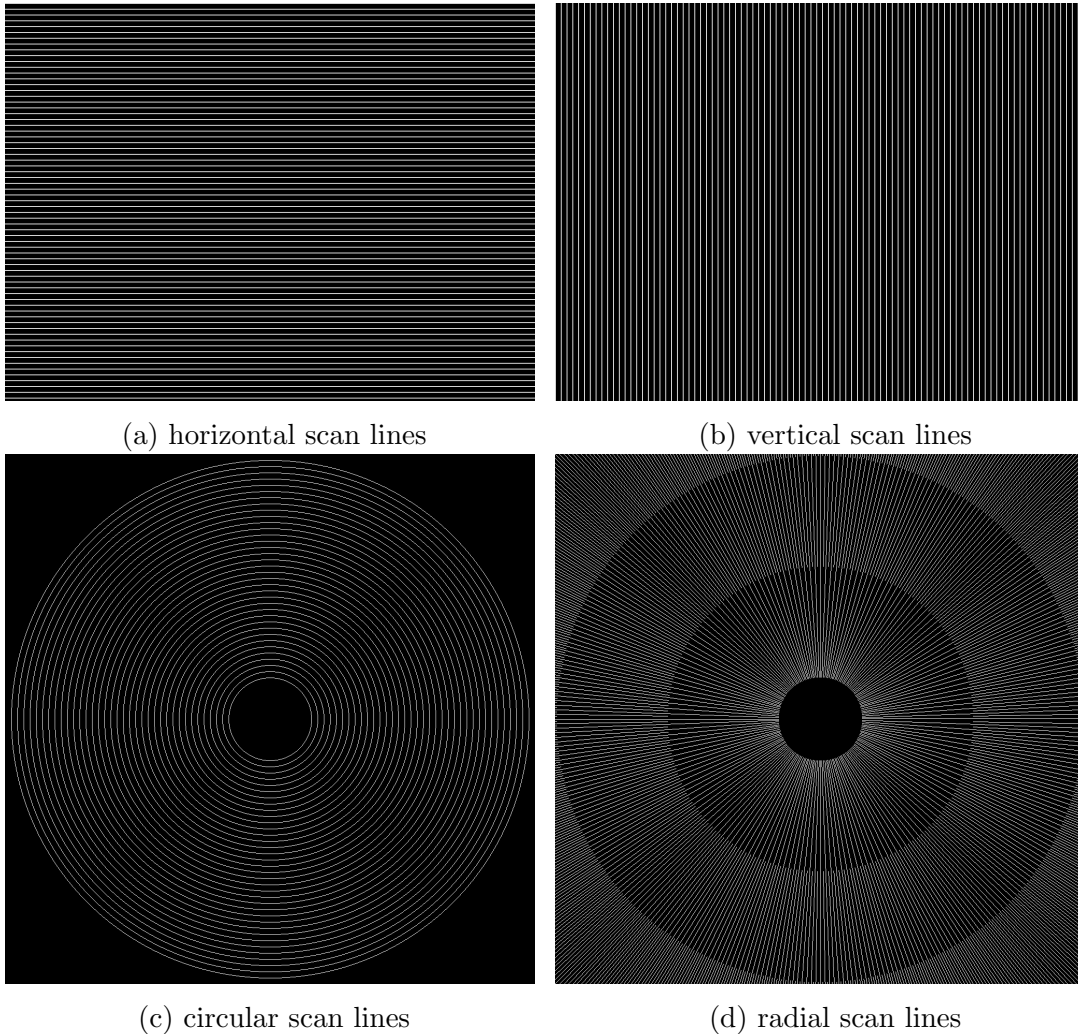 (a) horizontal scan lines
(b) vertical scan lines
(c) circular scan lines
(d) radial scan lines